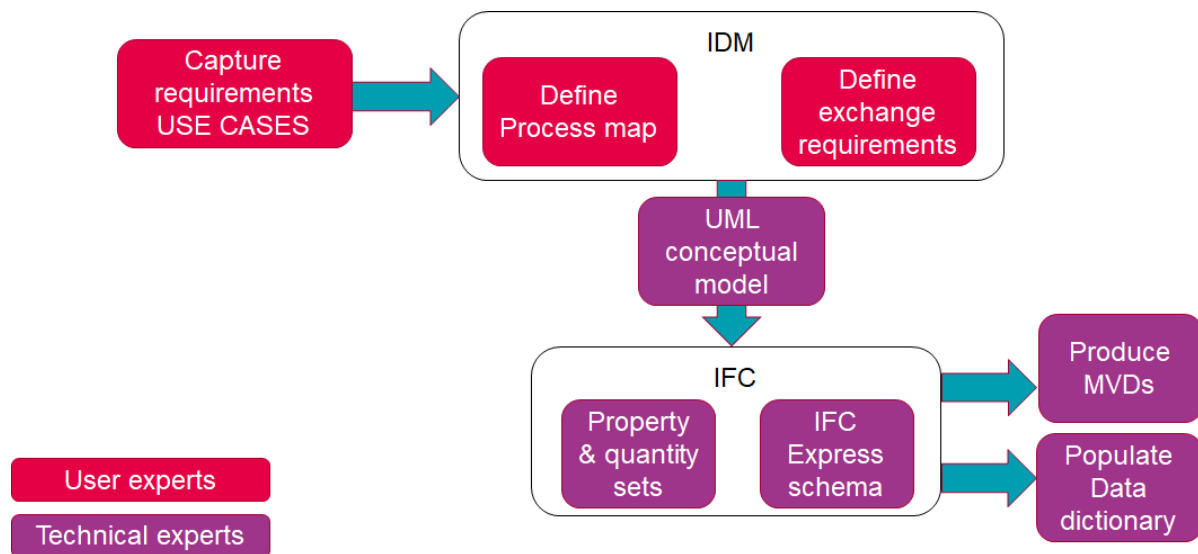 Capture
requirements
USE CASES
IDM
Define
Process map
Define
exchange
requirements
UML
conceptual
model
IFC
Property
& quantity
sets
IFC
Express
schema
Produce
MVDs
Populate
Data
dictionary
User experts
Technical experts